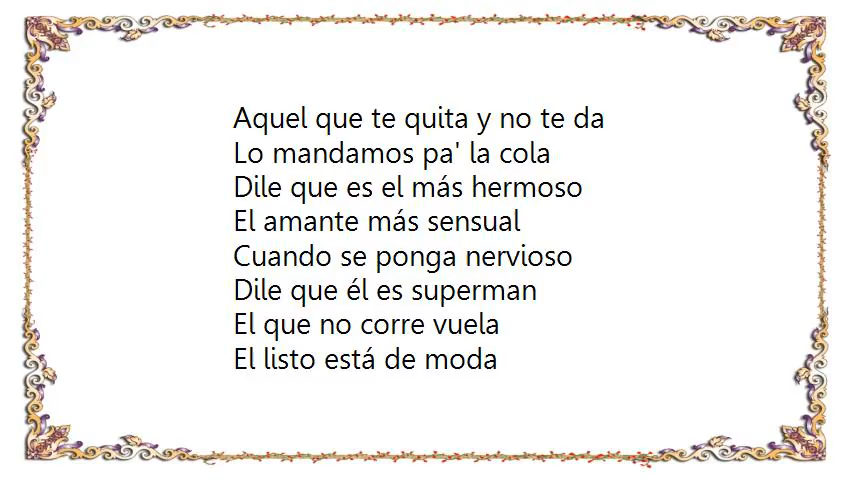 Aquel que te quita y no te da
Lo mandamos pa' la cola
Dile que es el más hermoso
El amante más sensual
Cuando se ponga nervioso
Dile que él es superman
El que no corre vuela
El listo está de moda